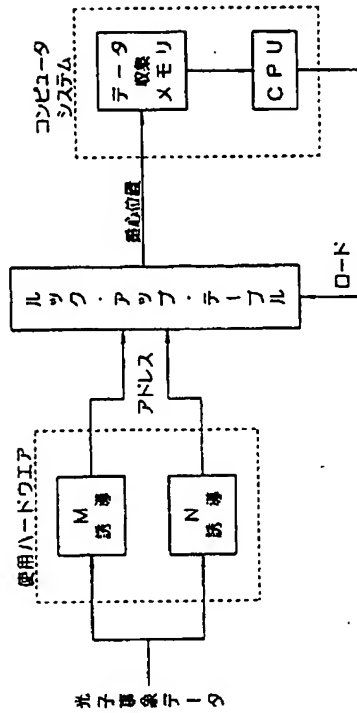 光子事象データ
使用ハードウエア
M
誘導
N
誘導
アドレス
ルック・アップ・テーブル
ロード
重心位置
コンピュータ
システム
データ
収集
メモリ
CPU